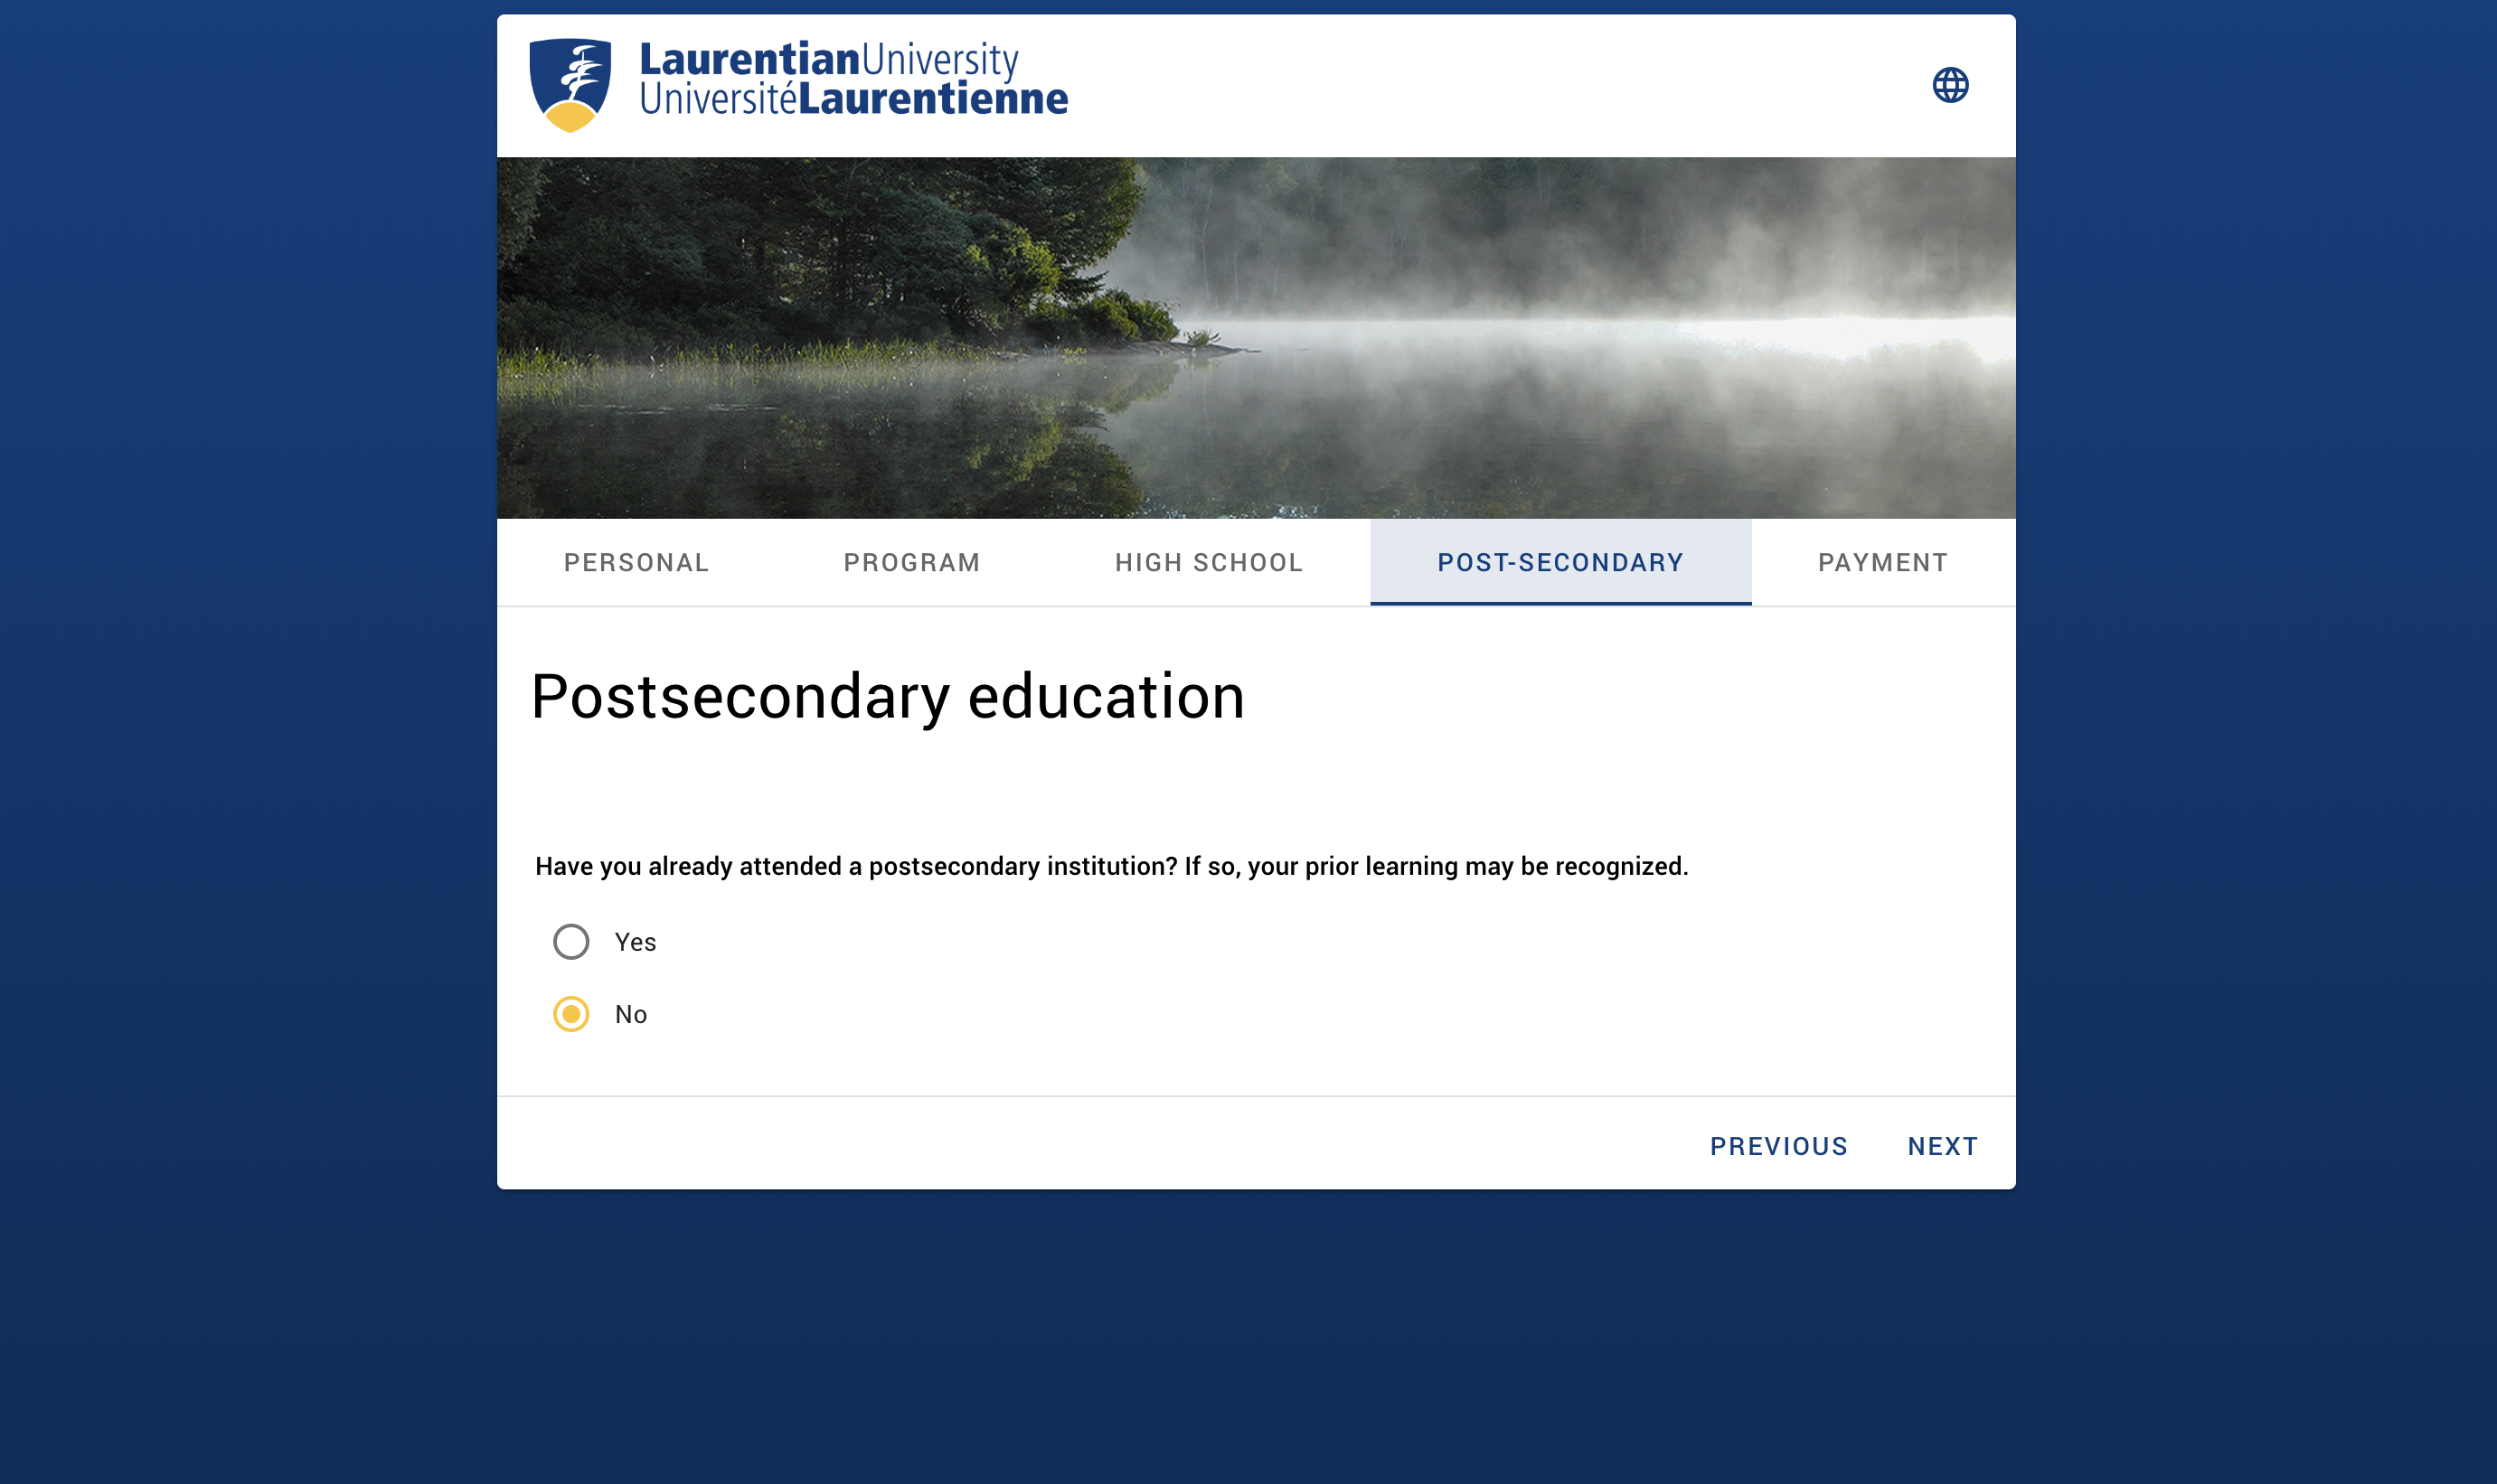 LaurentianUniversity
UniversitéLaurentienne
PERSONAL PROGRAM HIGH SCHOOL POST-SECONDARY PAYMENT
Postsecondary education
Have you already attended a postsecondary institution? If so, your prior learning may be recognized.
Yes
No
PREVIOUS NEXT